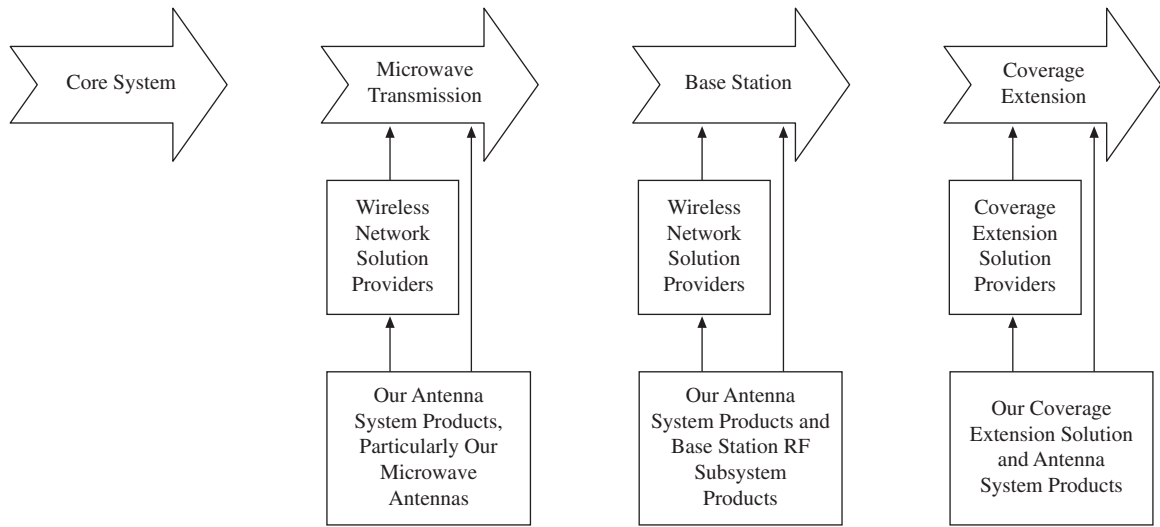 Core System
Microwave
Transmission
Base Station
Coverage
Extension
Wireless
Network
Solution
Providers
Wireless
Network
Solution
Providers
Coverage
Extension
Solution
Providers
Our Antenna
System Products,
Particularly Our
Microwave
Antennas
Our Antenna
System Products and
Base Station RF
Subsystem
Products
Our Coverage
Extension Solution
and Antenna
System Products